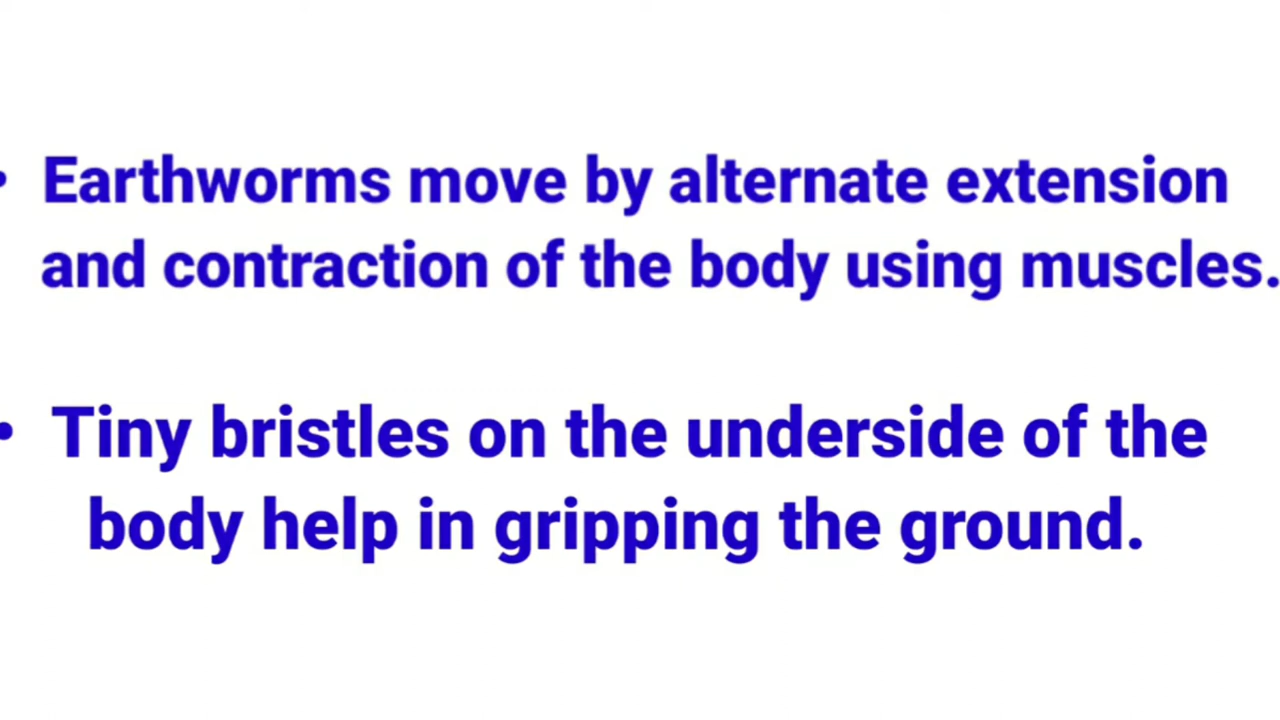 • Earthworms move by alternate extension
and contraction of the body using muscles.
• Tiny bristles on the underside of the
body help in gripping the ground.